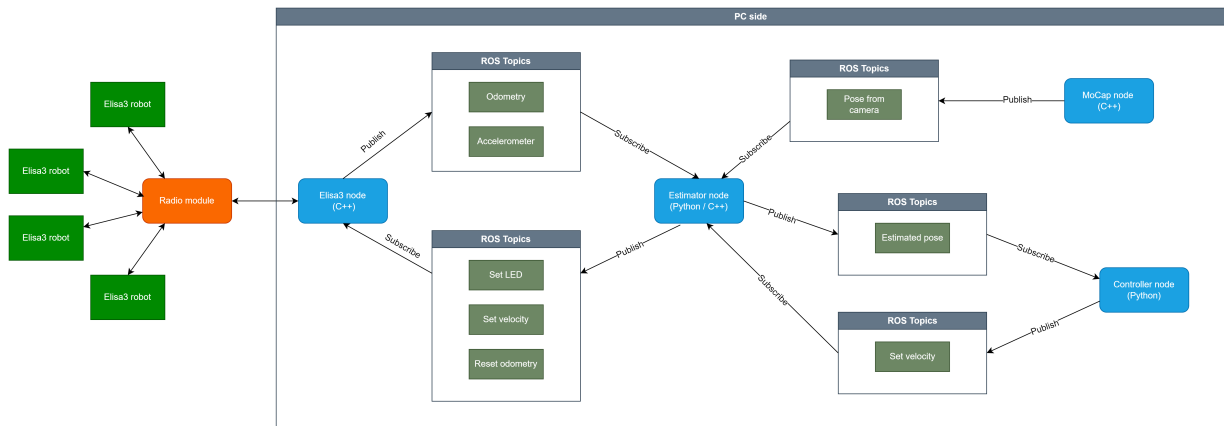 PC side
ROS Topics
Odometry
Accelerometer
ROS Topics
Pose from
camera
Publish
MoCap node
(C++)
Elisa3 robot
Elisa3 robot
Elisa3 robot
Elisa3 robot
Radio module
Elisa3 node
(C++)
Publish
Subscribe
Subscribe
Subscribe
Estimator node
(Python / C++)
Publish
Publish
ROS Topics
Set LED
Set velocity
Reset odometry
ROS Topics
Estimated pose
Subscribe
Controller node
(Python)
Publish
Subscribe
ROS Topics
Set velocity